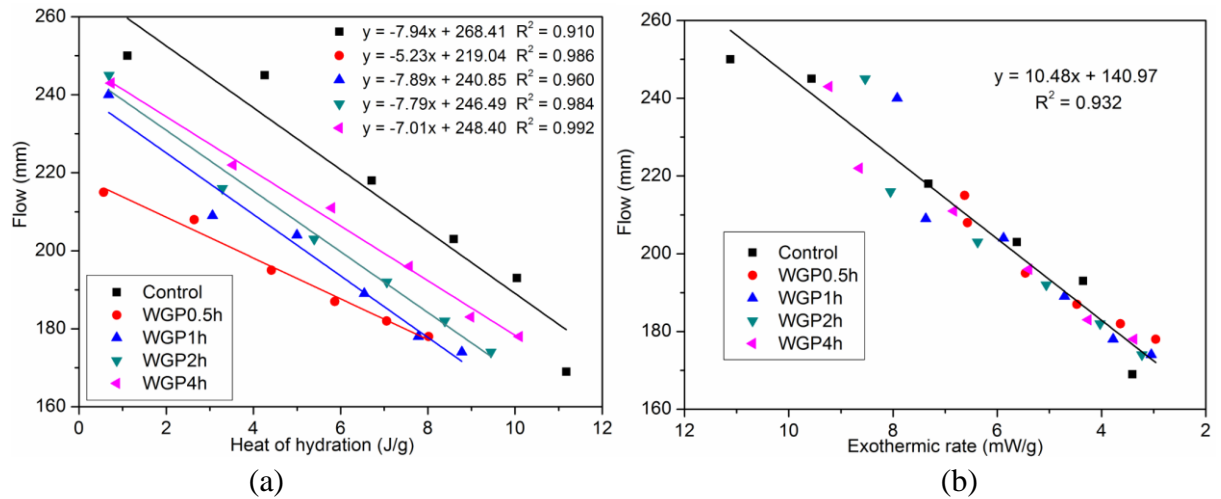 260
240
220
200
180
160
Flow (mm)
0 2 4 6 8 10 12
Heat of hydration (J/g)
y = -7.94x + 268.41 R² = 0.910
y = -5.23x + 219.04 R² = 0.986
y = -7.89x + 240.85 R² = 0.960
y = -7.79x + 246.49 R² = 0.984
y = -7.01x + 248.40 R² = 0.992
Control
WGP0.5h
WGP1h
WGP2h
WGP4h
(a)
260
240
220
200
180
160
Flow (mm)
12 10 8 6 4 2
Exothermic rate (mW/g)
y = 10.48x + 140.97
R² = 0.932
Control
WGP0.5h
WGP1h
WGP2h
WGP4h
(b)